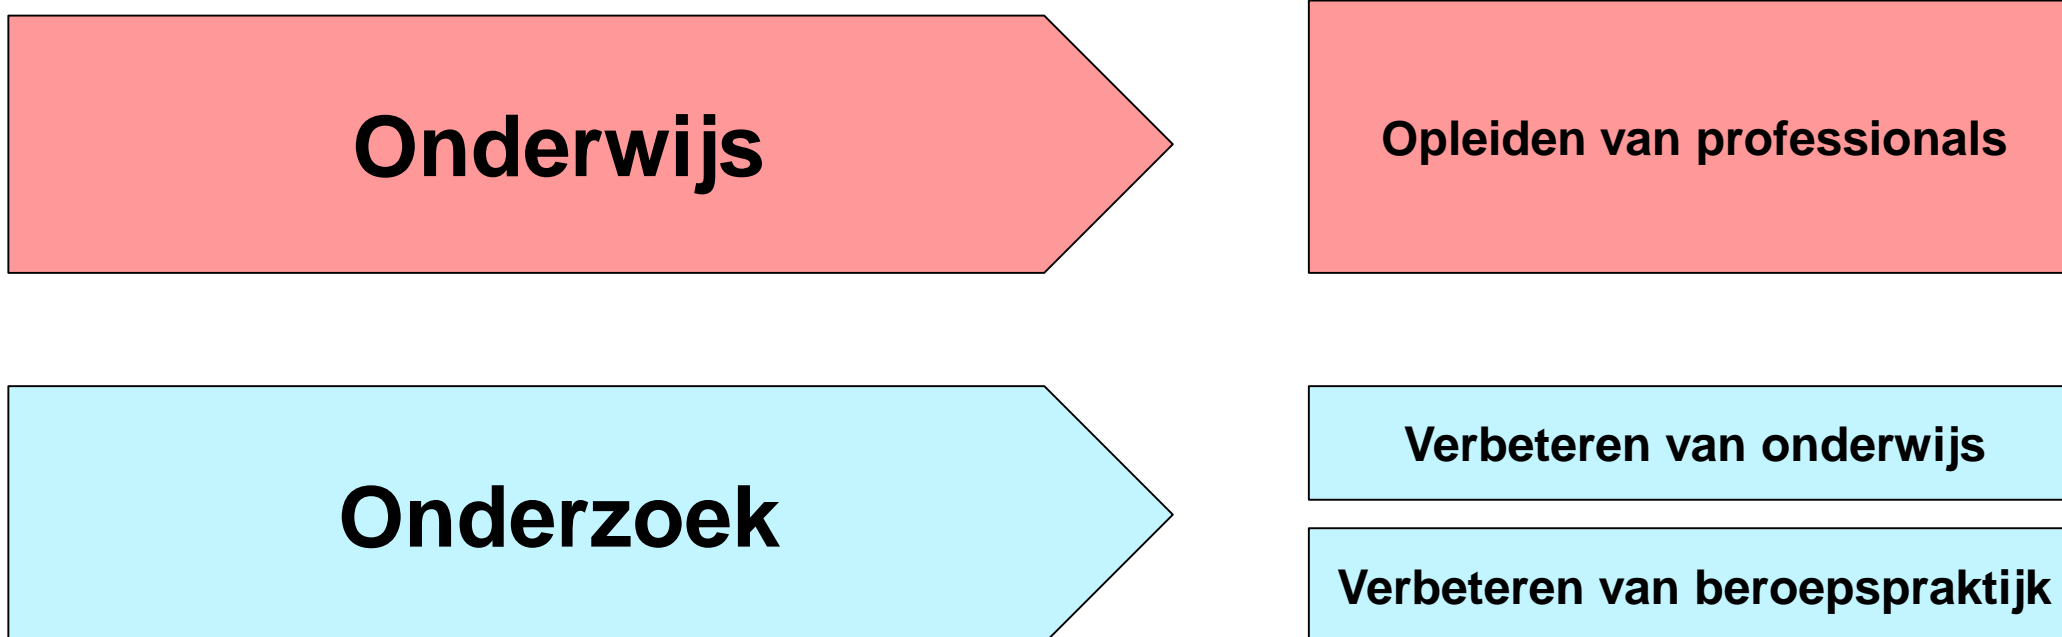 Onderwijs
Opleiden van professionals
Onderzoek
Verbeteren van onderwijs
Verbeteren van beroepspraktijk